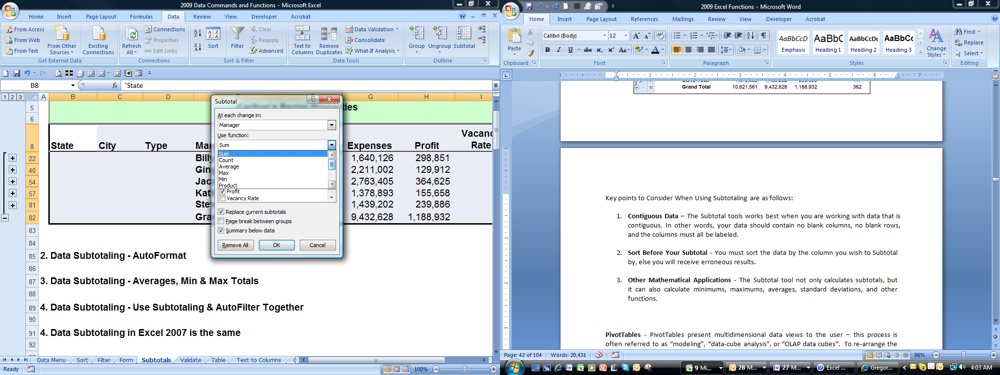 2009 Data Commands and Functions - Microsoft Excel
Home Insert Page Layout Formulas Data Review View Developer Acrobat
From Access
From Web
From Text
From Other Sources
Existing Connections
Get External Data
Refresh All
Connections
Properties
Edit Links
Connections
Sort
Filter
Clear
Reapply
Advanced
Sort & Filter
Text to Columns
Remove Duplicates
Data Validation
Consolidate
What-If Analysis
Data Tools
Group
Ungroup
Subtotal
Outline
B8
fx
'State
1 2 3
A B C D G H I
5
6
ties
8 State City Type Mar Expenses Profit Vacanc Rate
22 Billy 1,640,126 298,851
40 Gin 2,211,002 129,912
54 Jac 2,763,405 364,625
57 Kat 1,378,893 155,658
81 Stev 1,439,202 239,886
82 Gra 9,432,628 1,188,932
83
84
85 2. Data Subtotaling - AutoFormat
86
87 3. Data Subtotaling - Averages, Min & Max Totals
88
89 4. Data Subtotaling - Use Subtotaling & AutoFilter Together
90
91 4. Data Subtotaling in Excel 2007 is the same
92
Subtotal
At each change in:
Manager
Use function:
Sum
Sum
Count
Average
Max
Min
Product
Profit
Vacancy Rate
Replace current subtotals
Page break between groups
Summary below data
Remove All OK Cancel
Data Menu Sort Filter Form Subtotals Validate Table Text to Columns
Ready
100%
2009 Excel Functions - Microsoft Word
Home Insert Page Layout References Mailings Review View Developer Acrobat
Paste
Clipboard
Calibri (Body) 12
B I U abc x₂ x² Aa
Font
Paragraph
AaBbCcD AaBbC AaBbCcDc AaBbCc
Emphasis Heading 1 Heading 2 Heading 3
Change Styles
Styles
Find
Replace
Select
Editing
82 Grand Total 10,621,561 9,432,628 1,188,932 362
Key points to Consider When Using Subtotaling are as follows:
1. Contiguous Data – The Subtotal tools works best when you are working with data that is
contiguous. In other words, your data should contain no blank columns, no blank rows,
and the columns must all be labeled.
2. Sort Before Your Subtotal - You must sort the data by the column you wish to Subtotal
by, else you will receive erroneous results.
3. Other Mathematical Applications - The Subtotal tool not only calculates subtotals, but
it can also calculate minimums, maximums, averages, standard deviations, and other
functions.
PivotTables - PivotTables present multidimensional data views to the user – this process is
often referred to as “modeling”, “data-cube analysis”, or “OLAP data cubes”. To re-arrange the
Page: 42 of 104 Words: 20,431
96%
9 Mi... 28 M... 27 M... Excel ... Gregor...
4:03 AM